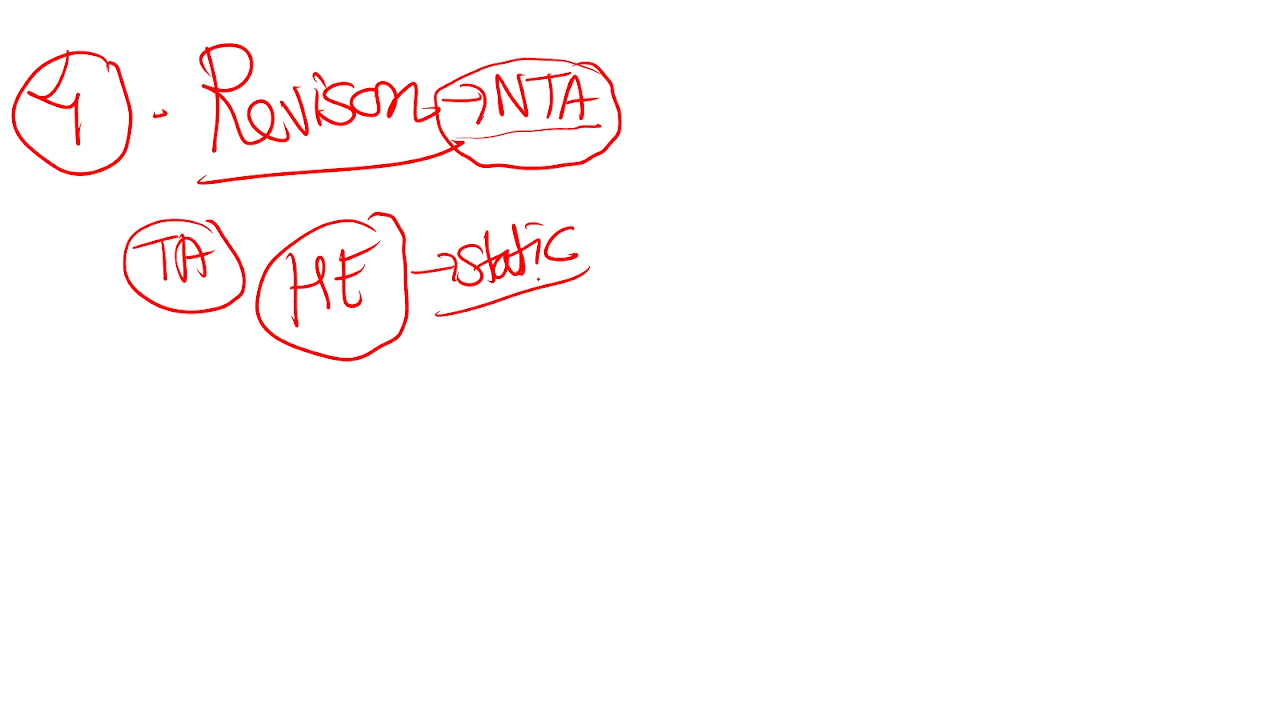 4. Revison → NTA
TA HE → static